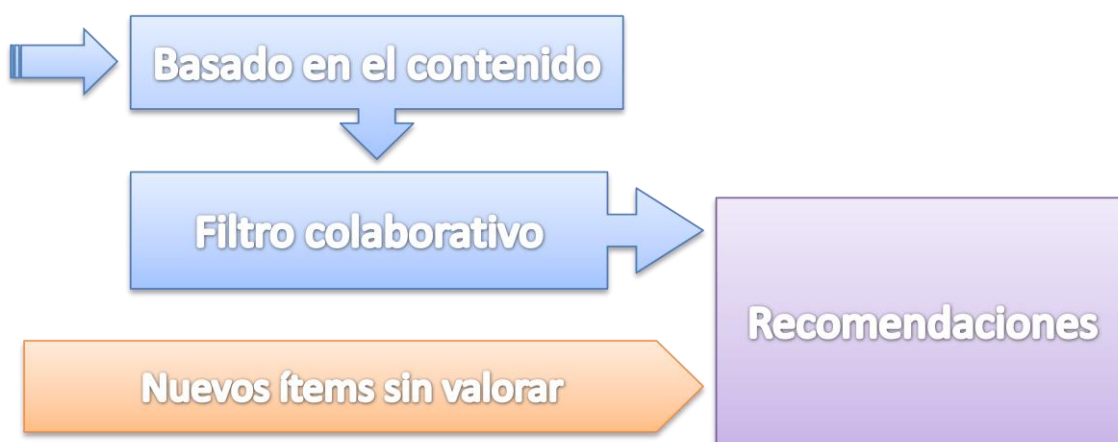 Basado en el contenido
Filtro colaborativo
Recomendaciones
Nuevos ítems sin valorar